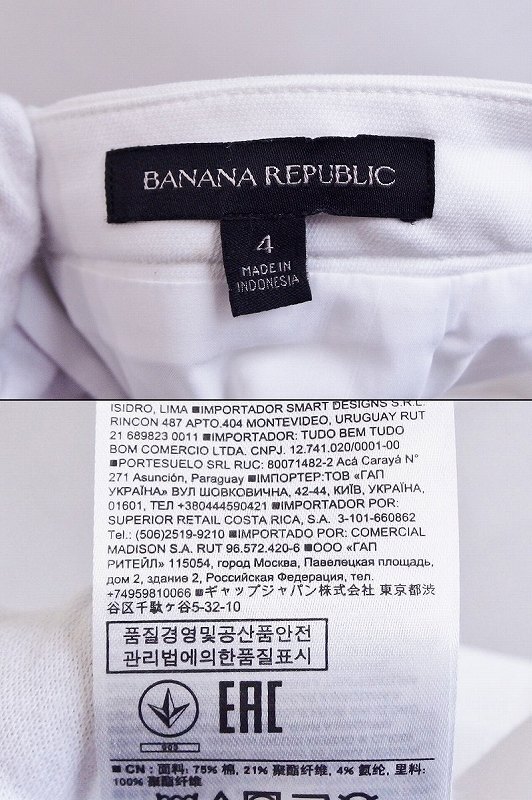 BANANA REPUBLIC
4
MADE IN
INDONESIA
ISIDRO, LIMA ■IMPORTADOR SMART DESIGNS S.R.L.
RINCON 487 APTO.404 MONTEVIDEO, URUGUAY RUT
21 689823 0011 ■IMPORTADOR: TUDO BEM TUDO
BOM COMERCIO LTDA. CNPJ. 12.741.020/0001-00
■PORTESUELO SRL RUC: 80071482-2 Acá Carayá N°
271 Asunción, Paraguay ■ІМПОРТЕР:ТОВ «ГАП
УКРАЇНА» ВУЛ ШОВКОВИЧНА, 42-44, КИЇВ, УКРАЇНА,
01601, ТЕЛ +380444590421 ■IMPORTADO POR:
SUPERIOR RETAIL COSTA RICA, S.A. 3-101-660862
Tel.: (506)2519-9210 ■IMPORTADO POR: COMERCIAL
MADISON S.A. RUT 96.572.420-6 ■ООО «ГАП
РИТЕЙЛ» 115054, город Москва, Павелецкая площадь,
дом 2, здание 2, Российская Федерация, тел.
+74959810066 ■ギャップジャパン株式会社 東京都渋
谷区千駄ヶ谷5-32-10
품질경영및공산품안전
관리법에의한품질표시
EAC
■ CN : 面料: 75% 棉, 21% 聚酯纤维, 4% 氨纶, 里料:
100% 聚酯纤维